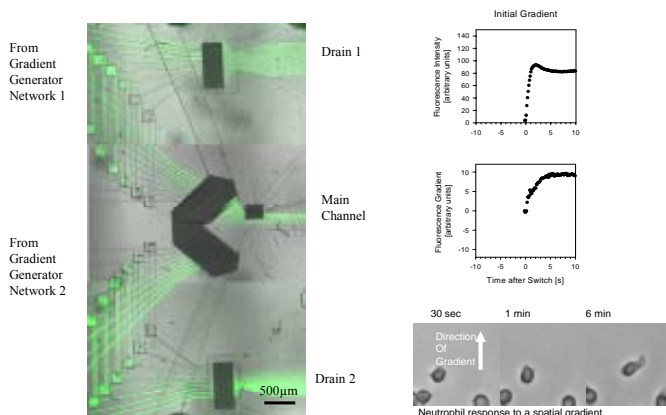 From
Gradient
Generator
Network 1
From
Gradient
Generator
Network 2
Drain 1
Main
Channel
Drain 2
500µm
Initial Gradient
Fluorescence Intensity
[arbitrary units]
140
120
100
80
60
40
20
0
-10 -5 0 5 10
Fluorescence Gradient
[arbitrary units]
10
5
0
-5
-10
-10 -5 0 5 10
Time after Switch [s]
30 sec 1 min 6 min
Direction
Of
Gradient
Neutrophil response to a spatial gradient